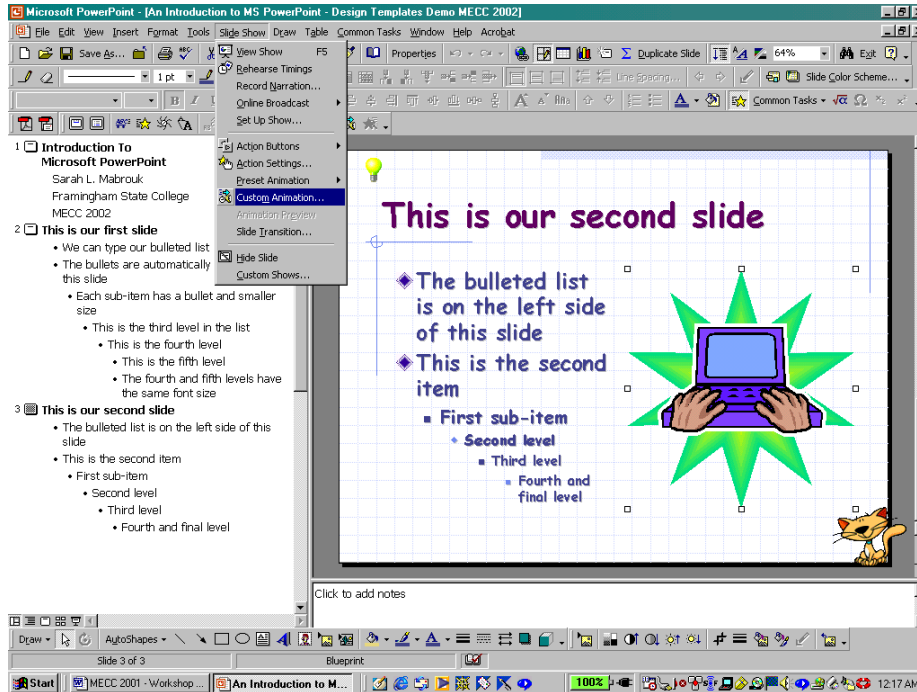 Microsoft PowerPoint - [An Introduction to MS PowerPoint - Design Templates Demo MECC 2002]
File Edit View Insert Format Tools Slide Show Draw Table Common Tasks Window Help Acrobat
Save As... Properties Duplicate Slide 64% Exit
1 pt Line Spacing... Slide Color Scheme...
B Common Tasks
View Show F5
Rehearse Timings
Record Narration...
Online Broadcast
Set Up Show...
Action Buttons
Action Settings...
Preset Animation
Custom Animation...
Animation Preview
Slide Transition...
Hide Slide
Custom Shows...
1 Introduction To
Microsoft PowerPoint
Sarah L. Mabrouk
Framingham State College
MECC 2002
2 This is our first slide
• We can type our bulleted list
• The bullets are automatically
this slide
• Each sub-item has a bullet and smaller
size
• This is the third level in the list
• This is the fourth level
• This is the fifth level
• The fourth and fifth levels have
the same font size
3 This is our second slide
• The bulleted list is on the left side of this
slide
• This is the second item
• First sub-item
• Second level
• Third level
• Fourth and final level
This is our second slide
The bulleted list
is on the left side
of this slide
This is the second
item
First sub-item
Second level
Third level
Fourth and
final level
Click to add notes
Draw AutoShapes
Slide 3 of 3 Blueprint
Start MECC 2001 - Workshop ... An Introduction to M... 100% 12:17 AM